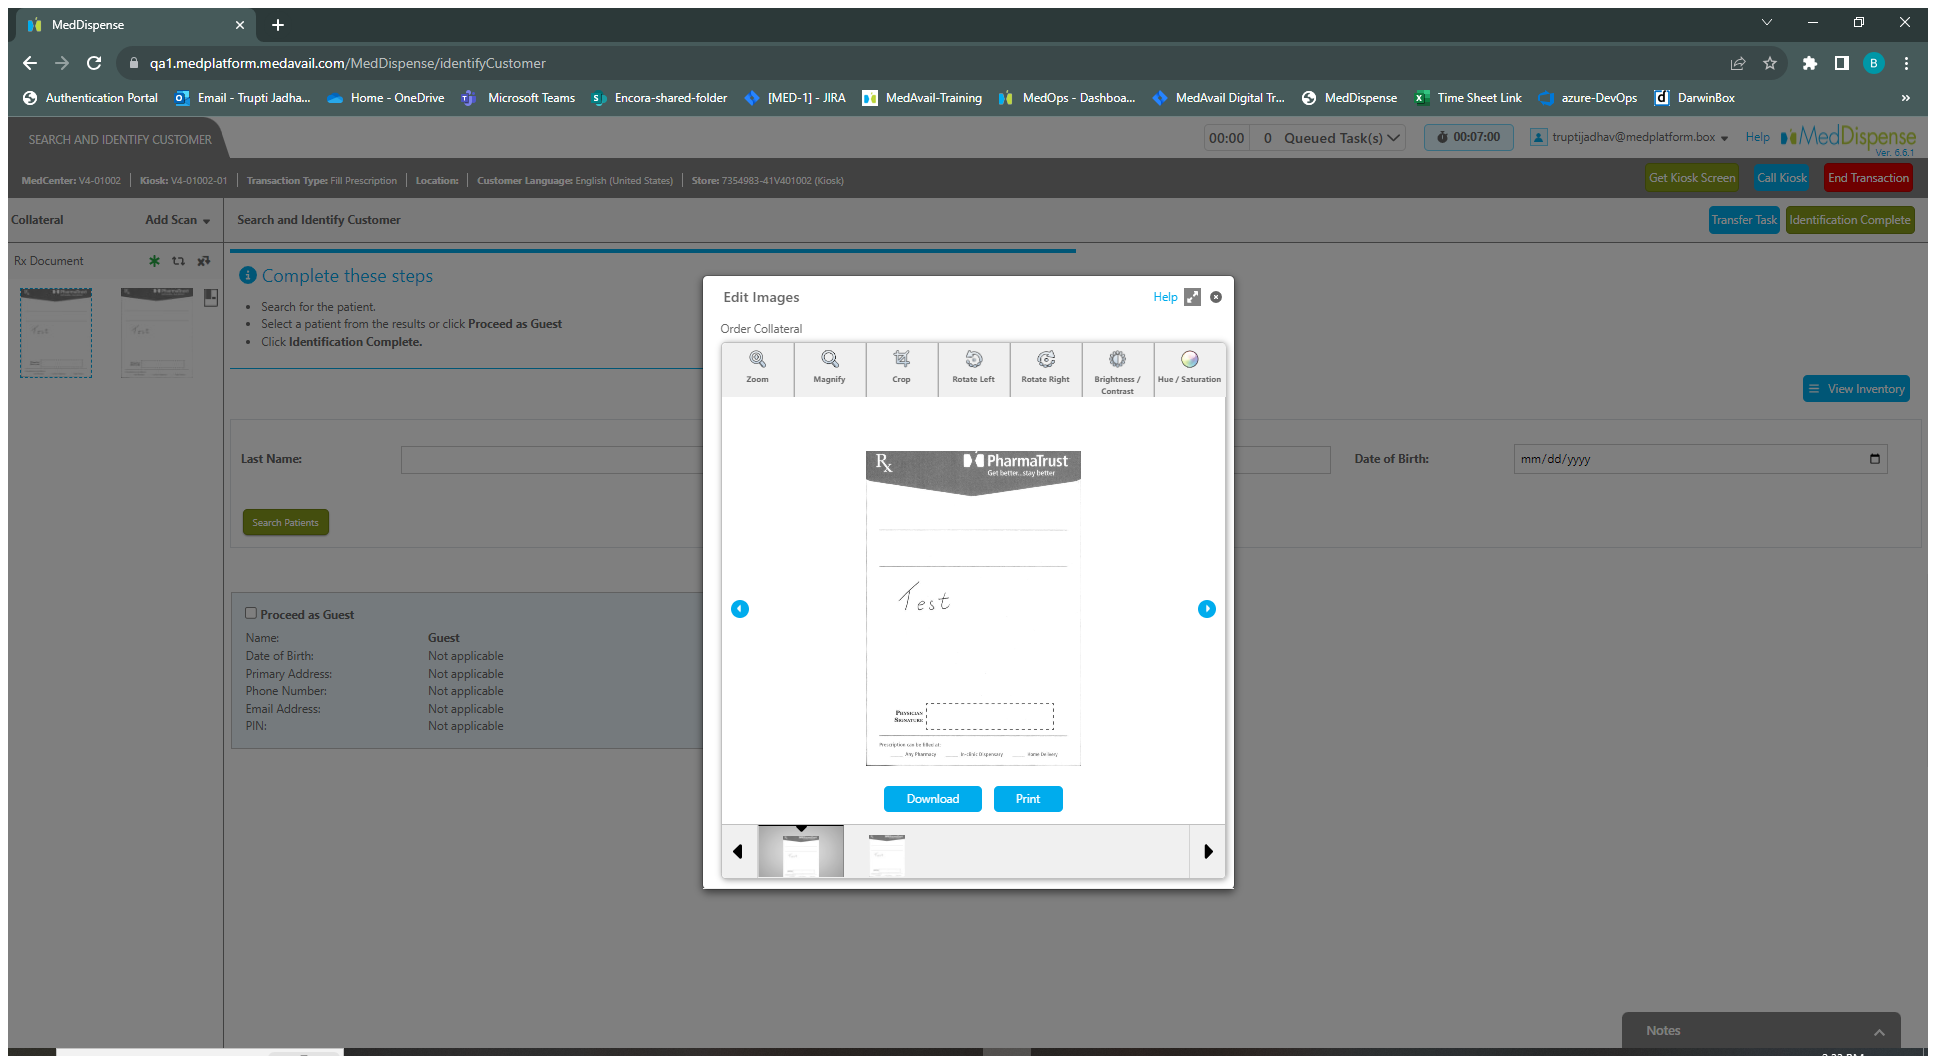 MedDispense
qa1.medplatform.medavail.com/MedDispense/identifyCustomer
B
Authentication Portal
Email - Trupti Jadha...
Home - OneDrive
Microsoft Teams
Encora-shared-folder
[MED-1] - JIRA
MedAvail-Training
MedOps - Dashboa...
MedAvail Digital Tr...
MedDispense
Time Sheet Link
azure-DevOps
DarwinBox
»
SEARCH AND IDENTIFY CUSTOMER
00:00
0 Queued Task(s)
00:07:00
truptijadhav@medplatform.box
Help
MedDispense
Ver. 6.6.1
MedCenter: V4-01002
Kiosk: V4-01002-01
Transaction Type: Fill Prescription
Location:
Customer Language: English (United States)
Store: 7354983-41V401002 (Kiosk)
Get Kiosk Screen
Call Kiosk
End Transaction
Collateral
Add Scan
Search and Identify Customer
Transfer Task
Identification Complete
Rx Document
Complete these steps
• Search for the patient.
• Select a patient from the results or click Proceed as Guest
• Click Identification Complete.
View Inventory
Last Name:
Date of Birth:
mm/dd/yyyy
Search Patients
Proceed as Guest
Name: Guest
Date of Birth: Not applicable
Primary Address: Not applicable
Phone Number: Not applicable
Email Address: Not applicable
PIN: Not applicable
Edit Images
Help
Order Collateral
Zoom
Magnify
Crop
Rotate Left
Rotate Right
Brightness /
Contrast
Hue / Saturation
Rx
PharmaTrust
Get better...stay better
Test
Physician
Signature
Prescription can be filled at:
Any Pharmacy
In-clinic Dispensary
Home Delivery
Download
Print
Notes